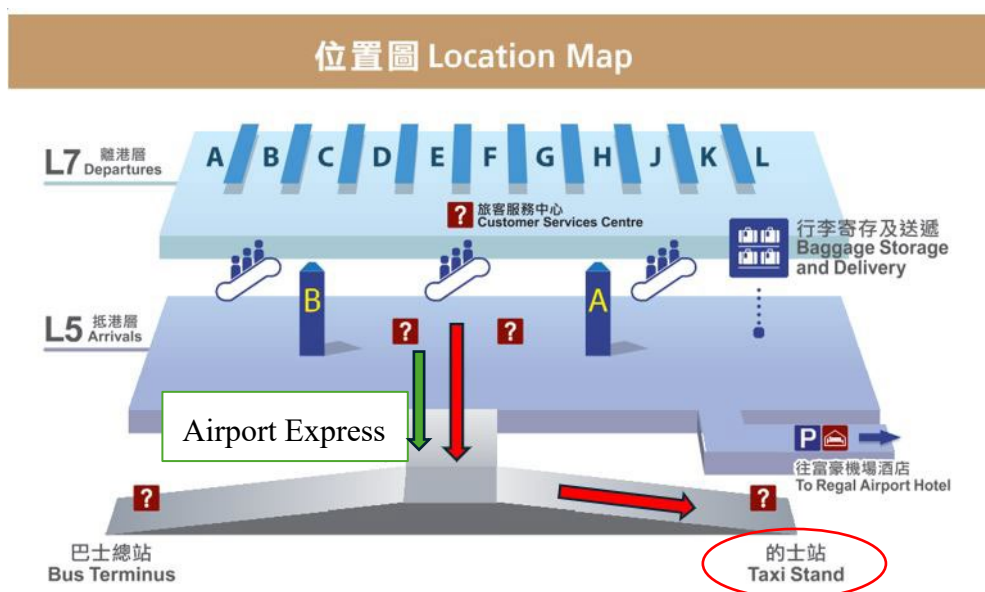 位置圖 Location Map
L7 離港層
Departures
A B C D E F G H J K L
? 旅客服務中心
Customer Services Centre
行李寄存及送遞
Baggage Storage
and Delivery
B
A
L5 抵港層
Arrivals
? ?
Airport Express
P
往富豪機場酒店
To Regal Airport Hotel
? ?
巴士總站
Bus Terminus
的士站
Taxi Stand